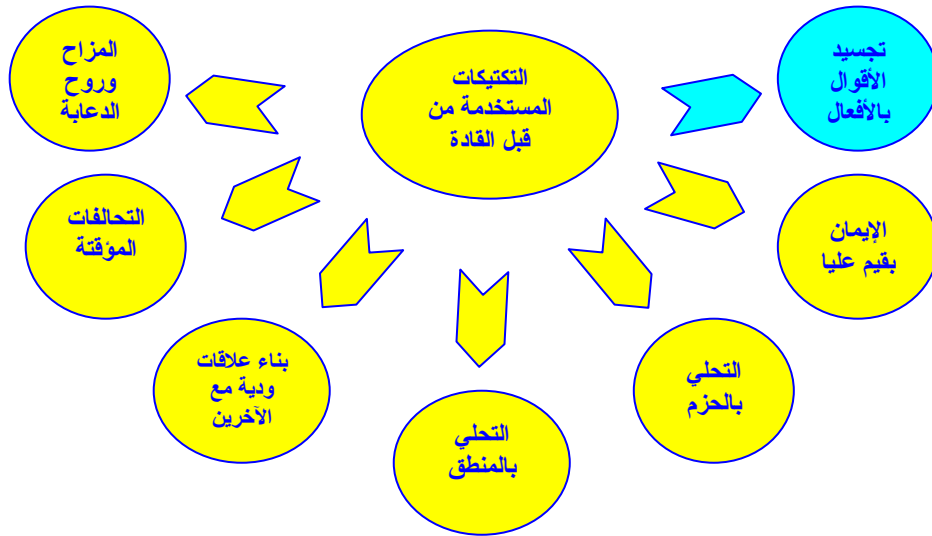 التكتيكات
المستخدمة من
قبل القادة
تجسيد
الأقوال
بالأفعال
الإيمان
بقيم عليا
التحلي
بالحزم
التحلي
بالمنطق
بناء علاقات
ودية مع
الآخرين
التحالفات
المؤقتة
المزاح
وروح
الدعابة